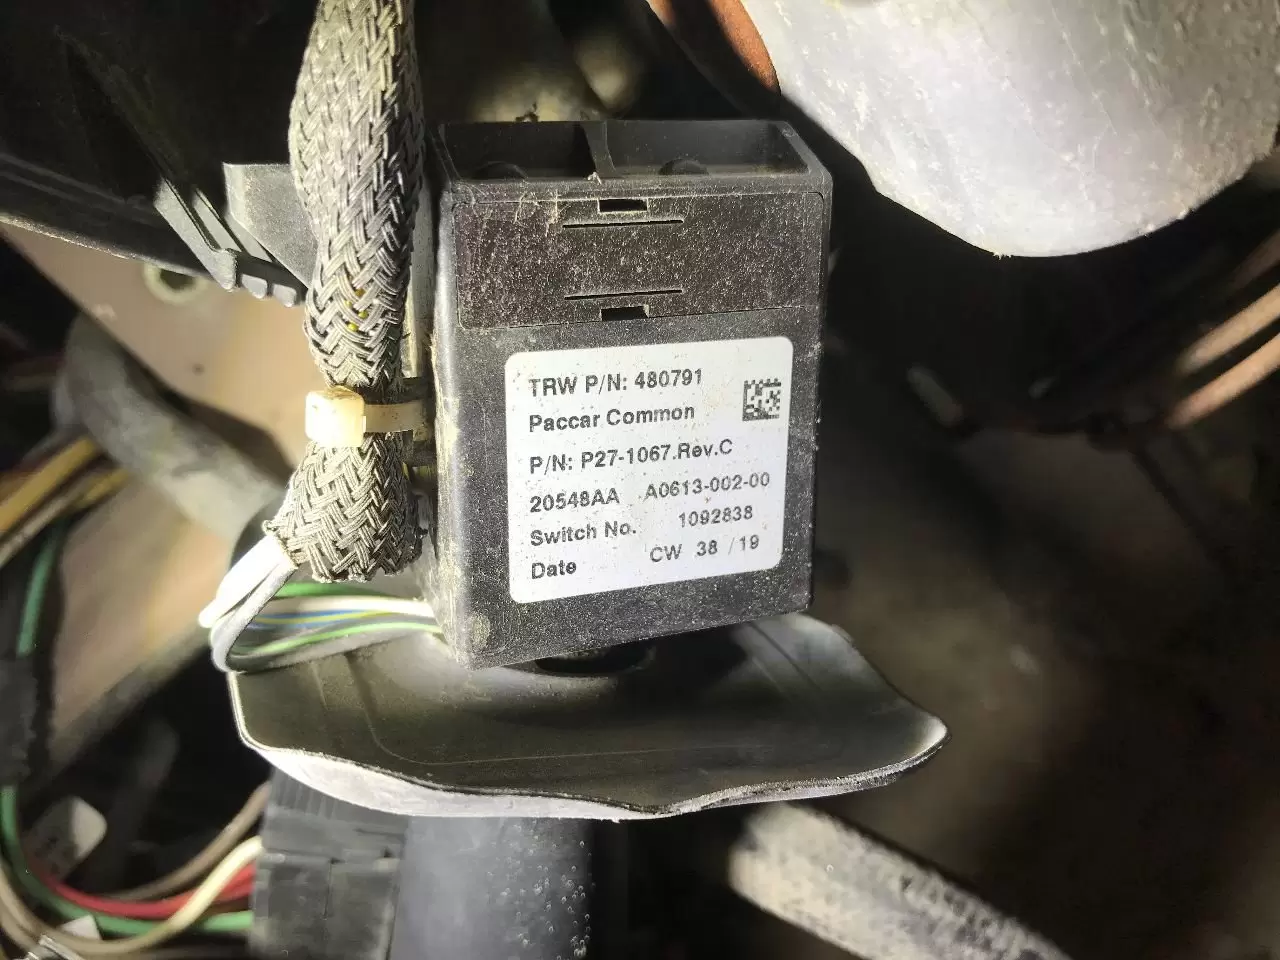 TRW P/N: 480791
Paccar Common
P/N: P27-1067.Rev.C
20548AA A0613-002-00
Switch No. 1092838
Date CW 38 / 19